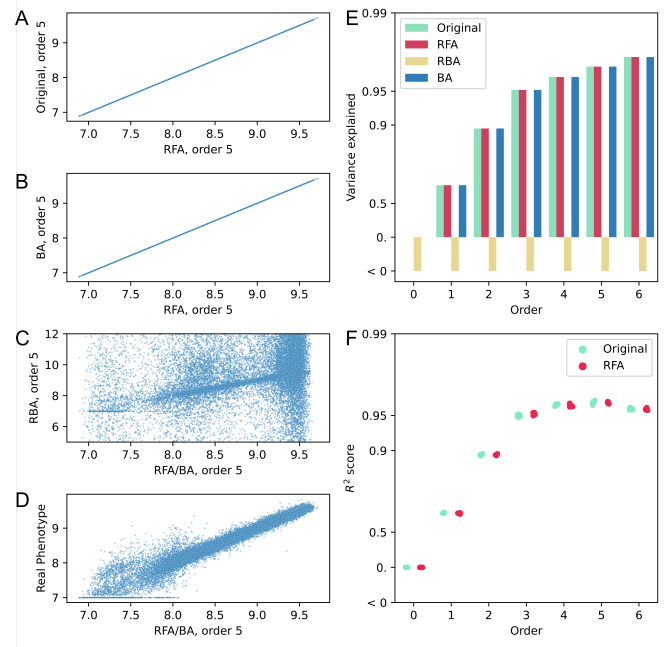 A
9
8
7
Original, order 5
7.0 7.5 8.0 8.5 9.0 9.5
RFA, order 5
B
9
8
7
BA, order 5
7.0 7.5 8.0 8.5 9.0 9.5
RFA, order 5
C
12
10
8
6
RBA, order 5
7.0 7.5 8.0 8.5 9.0 9.5
RFA/BA, order 5
D
9
8
7
Real Phenotype
7.0 7.5 8.0 8.5 9.0 9.5
RFA/BA, order 5
E
0.99
0.95
0.9
0.5
0.
< 0
Variance explained
Original
RFA
RBA
BA
0 1 2 3 4 5 6
Order
F
0.99
0.95
0.9
0.5
0.
< 0
R² score
Original
RFA
0 1 2 3 4 5 6
Order